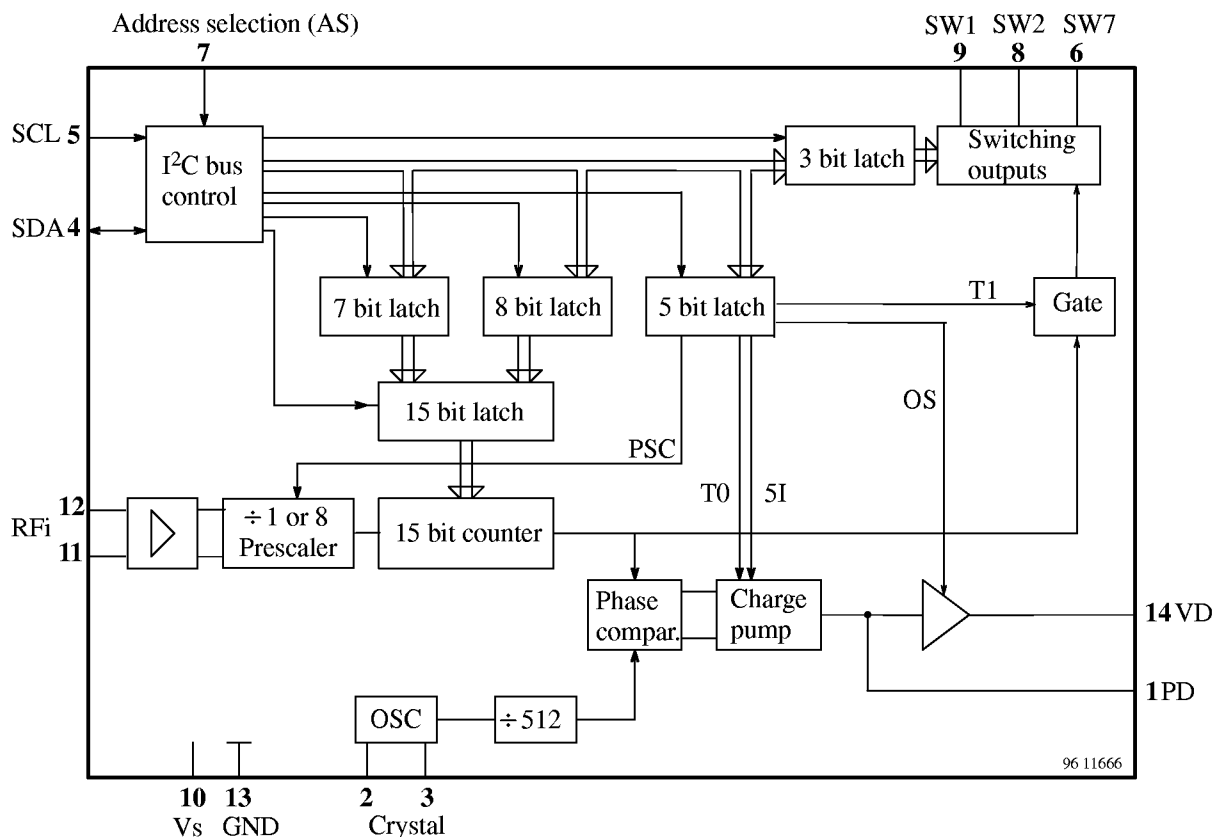 Address selection (AS)
7
SW1 SW2 SW7
9 8 6
SCL 5
I²C bus
control
3 bit latch
Switching
outputs
SDA 4
7 bit latch
8 bit latch
5 bit latch
T1
Gate
15 bit latch
OS
PSC
T0 5I
RFi
12
11
÷ 1 or 8
Prescaler
15 bit counter
Phase
compar.
Charge
pump
14 VD
1 PD
OSC
÷ 512
96 11666
10 13 2 3
Vs GND Crystal